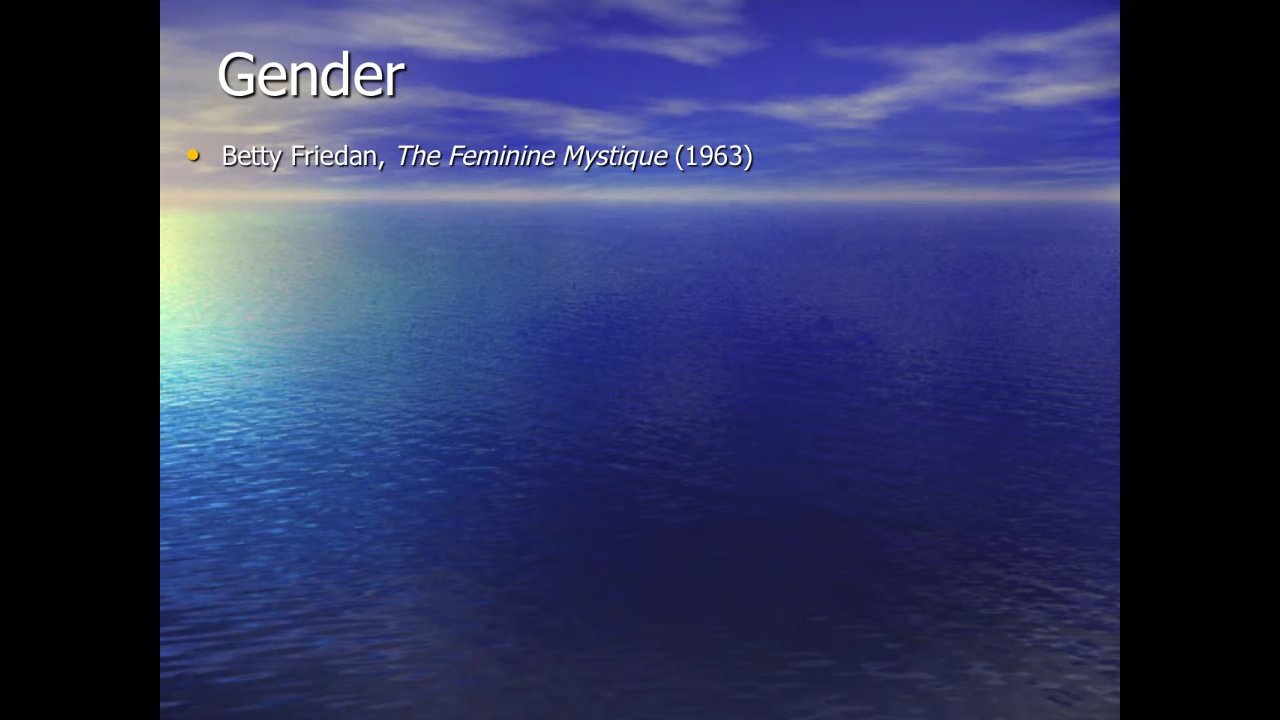 Gender
• Betty Friedan, The Feminine Mystique (1963)